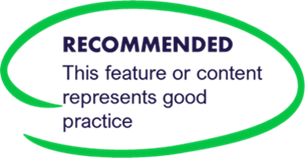 RECOMMENDED
This feature or content
represents good
practice